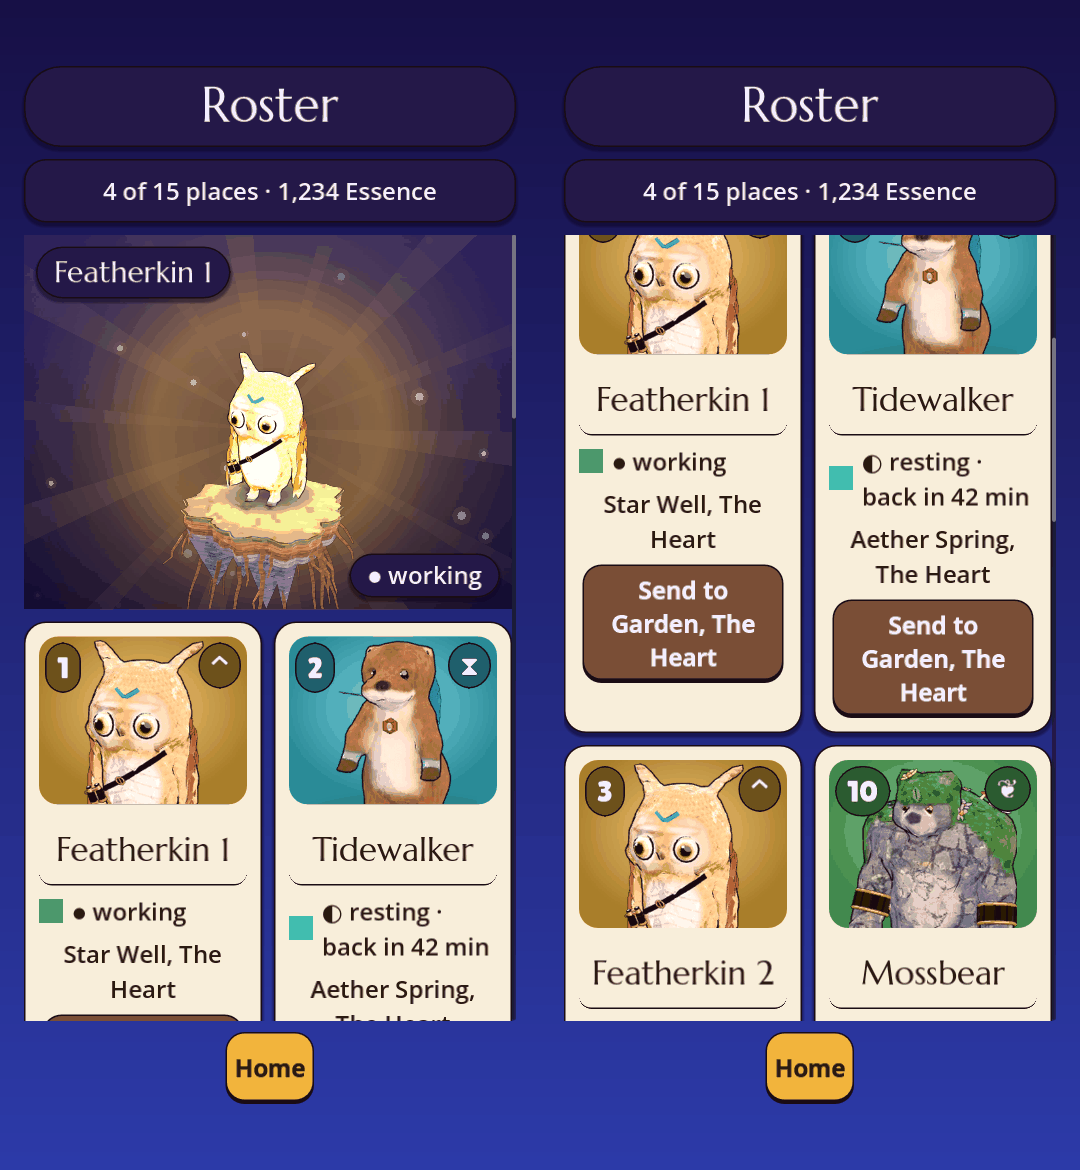 Roster
4 of 15 places · 1,234 Essence
Featherkin 1
● working
1
2
Featherkin 1
● working
Star Well, The
Heart
Tidewalker
◐ resting ·
back in 42 min
Aether Spring,
The Heart
Home
Roster
4 of 15 places · 1,234 Essence
Featherkin 1
● working
Star Well, The
Heart
Send to
Garden, The
Heart
Tidewalker
◐ resting ·
back in 42 min
Aether Spring,
The Heart
Send to
Garden, The
Heart
3
Featherkin 2
10
Mossbear
Home